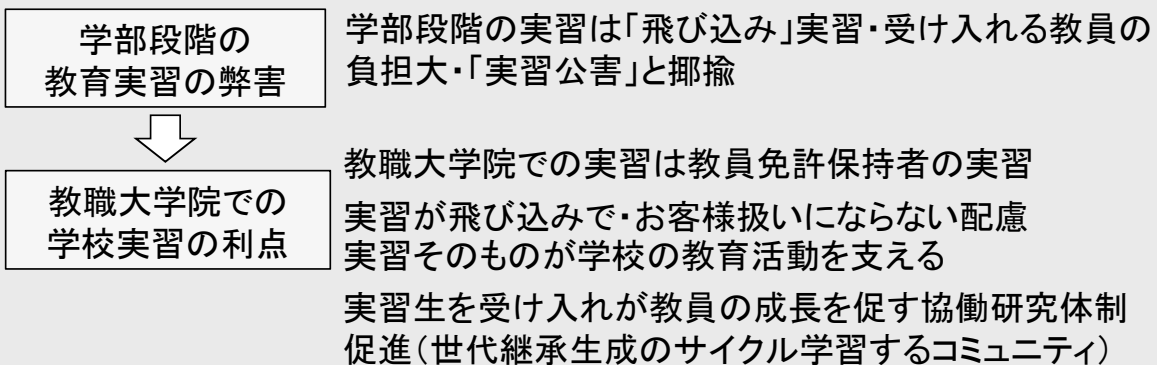 学部段階の
教育実習の弊害
学部段階の実習は「飛び込み」実習・受け入れる教員の
負担大・「実習公害」と揶揄
教職大学院での
学校実習の利点
教職大学院での実習は教員免許保持者の実習
実習が飛び込みで・お客様扱いにならない配慮
実習そのものが学校の教育活動を支える
実習生を受け入れが教員の成長を促す協働研究体制
促進(世代継承生成のサイクル学習するコミュニティ)